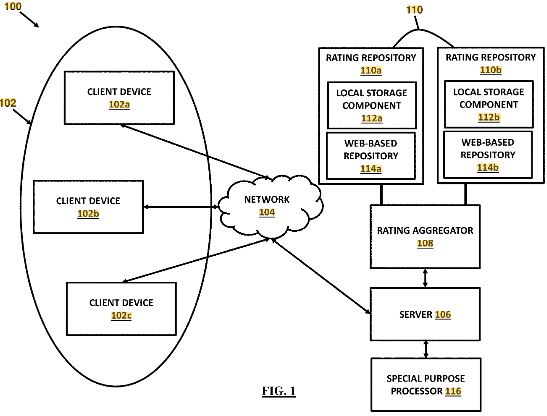 100
110
102
CLIENT DEVICE
102a
CLIENT DEVICE
102b
CLIENT DEVICE
102c
NETWORK
104
RATING REPOSITORY
110a
LOCAL STORAGE
COMPONENT
112a
WEB-BASED
REPOSITORY
114a
RATING REPOSITORY
110b
LOCAL STORAGE
COMPONENT
112b
WEB-BASED
REPOSITORY
114b
RATING AGGREGATOR
108
SERVER 106
SPECIAL PURPOSE
PROCESSOR 116
FIG. 1